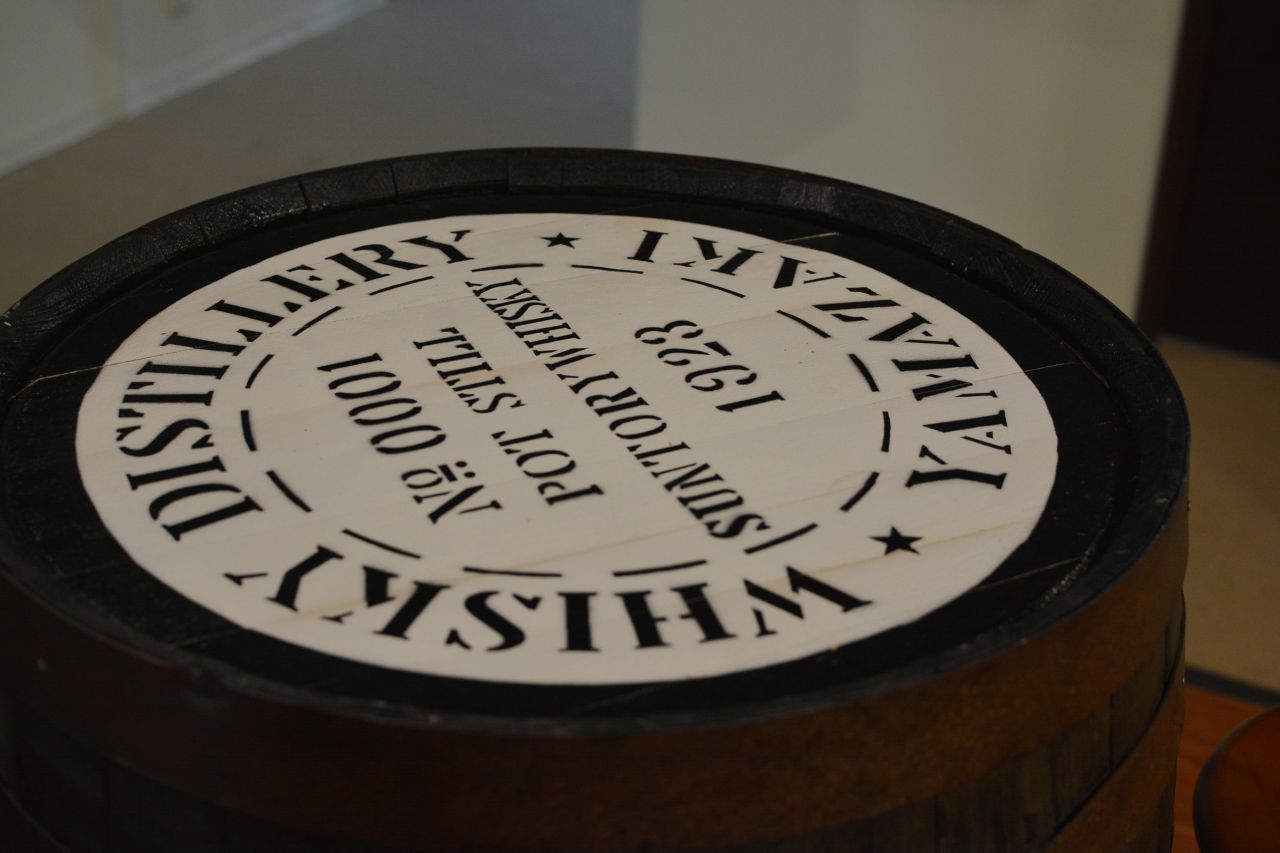 ★ YAMAZAKI ★
WHISKY DISTILLERY
1923
SUNTORY WHISKY
POT STILL
No 0001